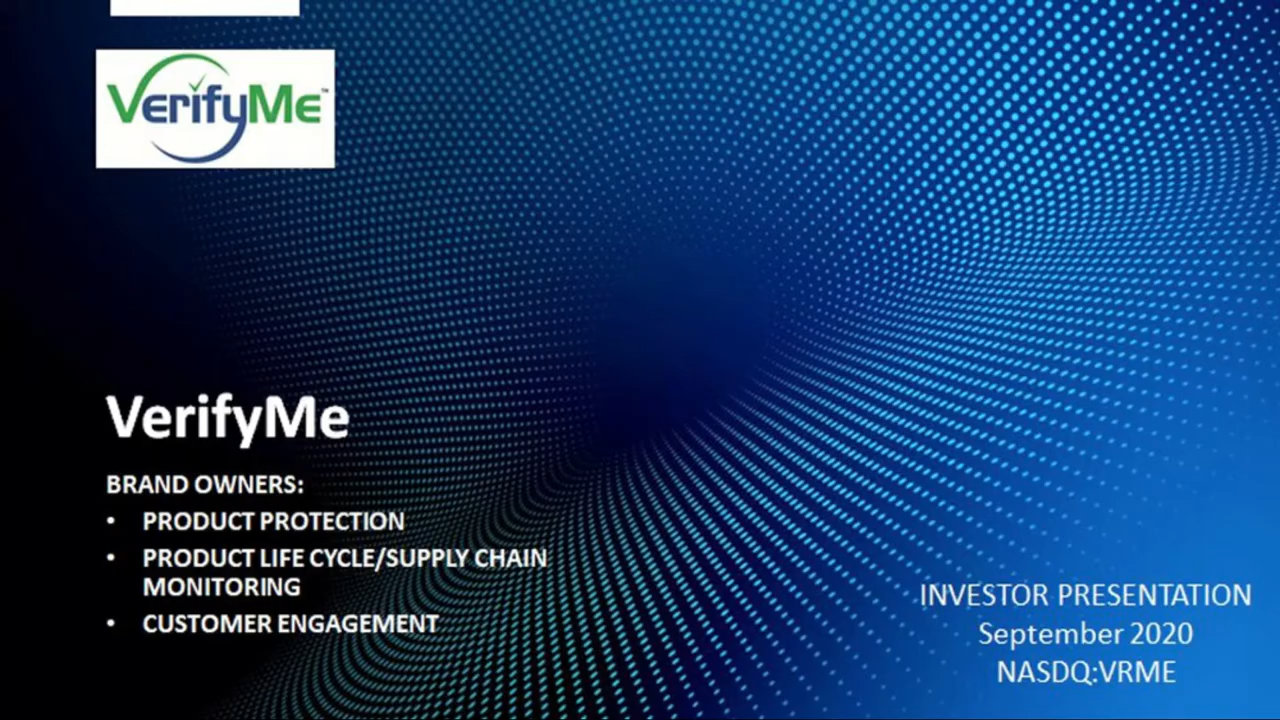 VerifyMe™
VerifyMe
BRAND OWNERS:
• PRODUCT PROTECTION
• PRODUCT LIFE CYCLE/SUPPLY CHAIN
MONITORING
• CUSTOMER ENGAGEMENT
INVESTOR PRESENTATION
September 2020
NASDQ:VRME